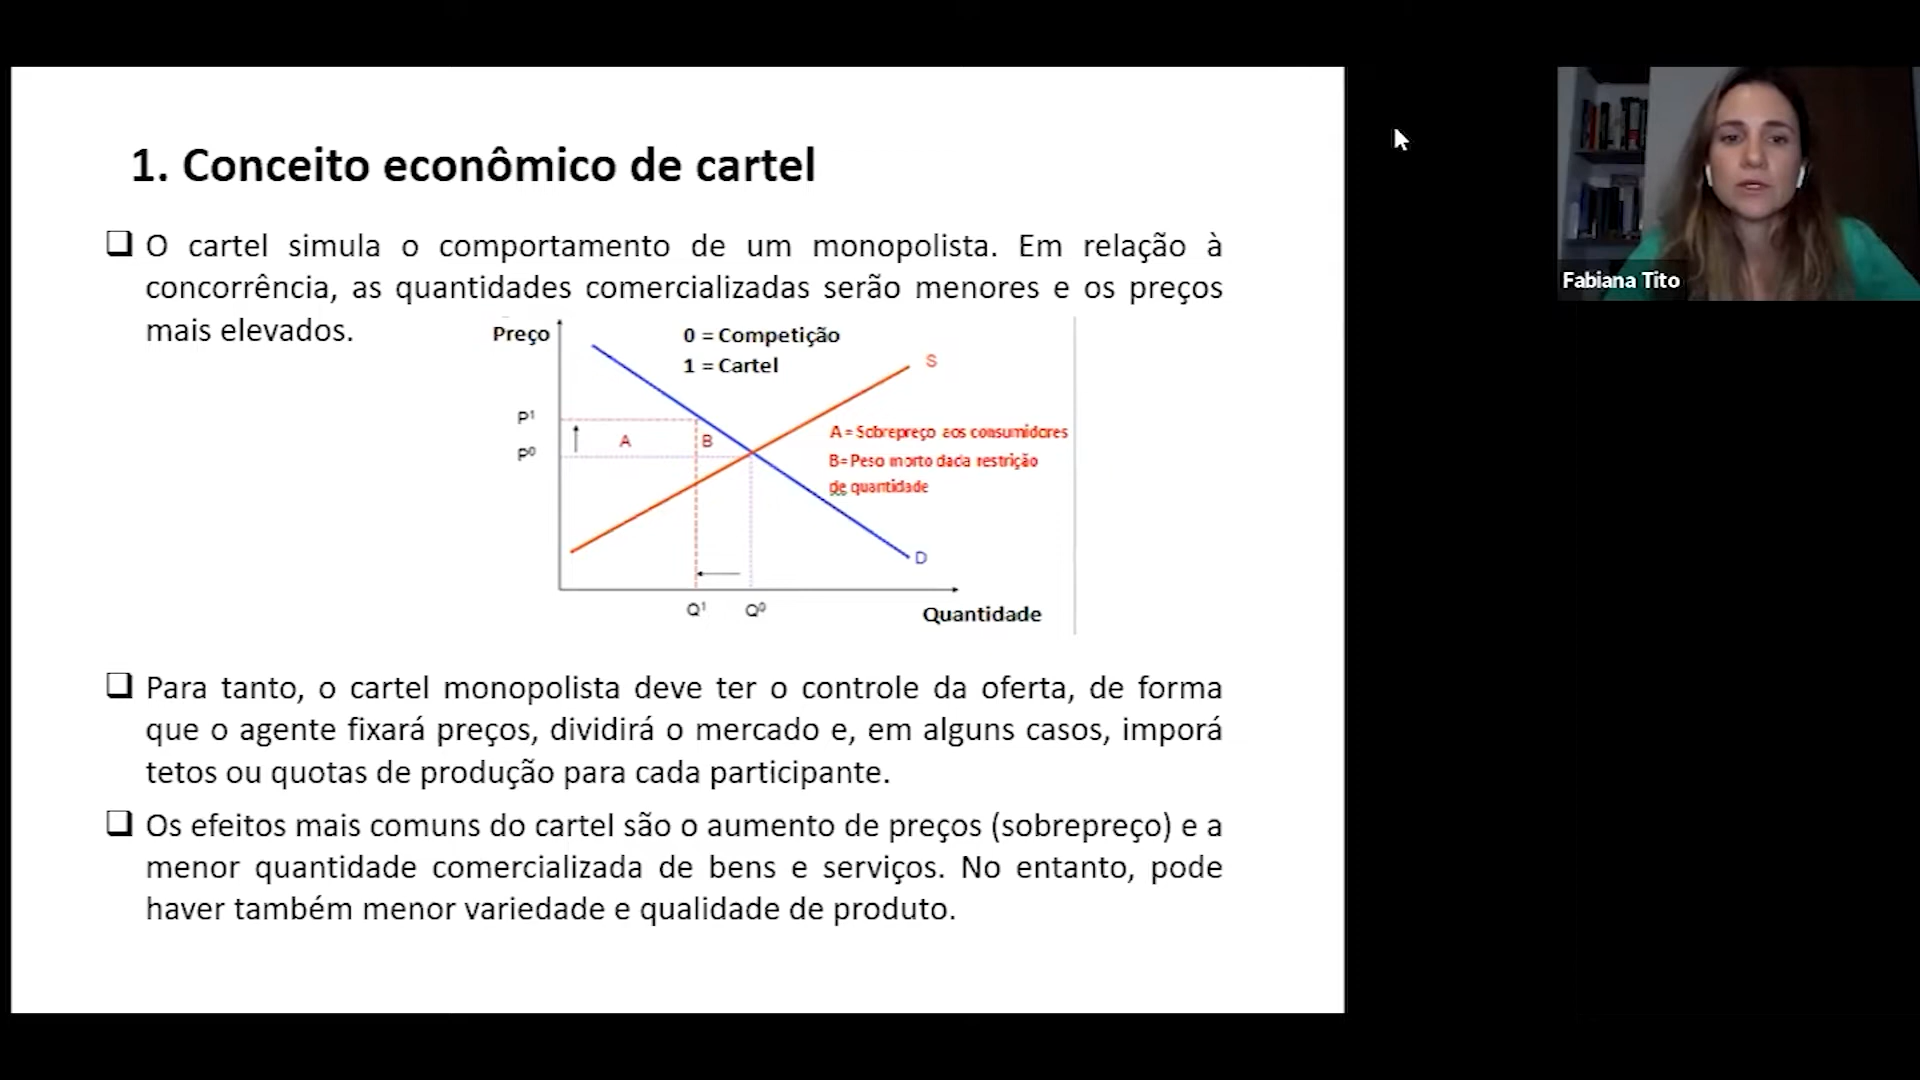 1. Conceito econômico de cartel
O cartel simula o comportamento de um monopolista. Em relação à
concorrência, as quantidades comercializadas serão menores e os preços
mais elevados.
Preço
0 = Competição
1 = Cartel
S
P¹
A
B
P⁰
A = Sobrepreço aos consumidores
B= Peso morto dada restrição
de quantidade
D
Q¹
Q⁰
Quantidade
Para tanto, o cartel monopolista deve ter o controle da oferta, de forma
que o agente fixará preços, dividirá o mercado e, em alguns casos, imporá
tetos ou quotas de produção para cada participante.
Os efeitos mais comuns do cartel são o aumento de preços (sobrepreço) e a
menor quantidade comercializada de bens e serviços. No entanto, pode
haver também menor variedade e qualidade de produto.
Fabiana Tito